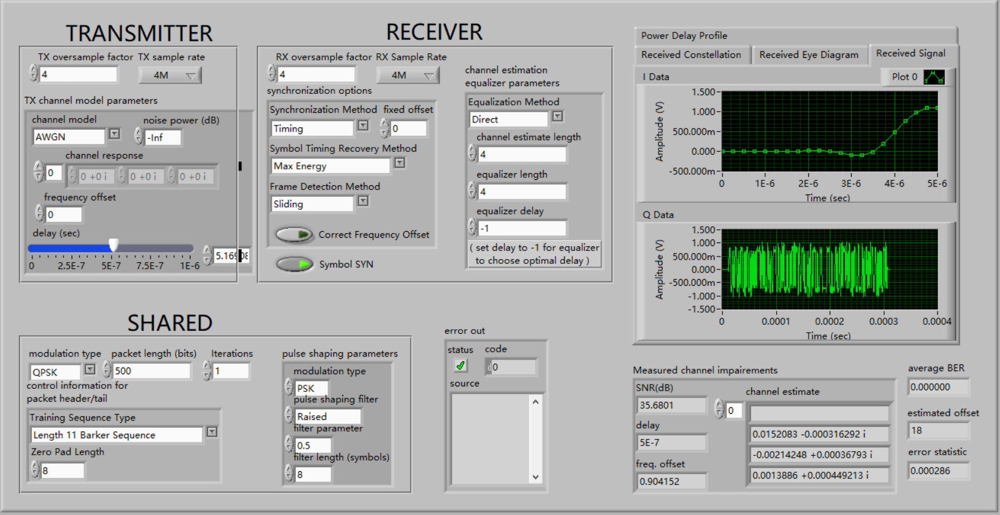 TRANSMITTER
TX oversample factor TX sample rate
4 4M
TX channel model parameters
channel model noise power (dB)
AWGN -Inf
channel response
0 0 +0 i 0 +0 i 0 +0 i
frequency offset
0
delay (sec)
0 2.5E-7 5E-7 7.5E-7 1E-6
RECEIVER
RX oversample factor RX Sample Rate
4 4M
synchronization options
Synchronization Method fixed offset
Timing 0
Symbol Timing Recovery Method
Max Energy
Frame Detection Method
Sliding
Correct Frequency Offset
Symbol SYN
channel estimation
equalizer parameters
Equalization Method
Direct
channel estimate length
4
equalizer length
4
equalizer delay
-1
( set delay to -1 for equalizer
to choose optimal delay )
Power Delay Profile
Received Constellation Received Eye Diagram Received Signal
I Data Plot 0
Amplitude (V)
1.500
1.000
500.000m
0.000
-500.000m
0 1E-6 2E-6 3E-6 4E-6 5E-6
Time (sec)
Q Data
Amplitude (V)
1.500
1.000
500.000m
0.000
-500.000m
-1.000
-1.500
0 0.0001 0.0002 0.0003 0.0004
Time (sec)
SHARED
modulation type packet length (bits) Iterations
QPSK 500 1
control information for
packet header/tail
Training Sequence Type
Length 11 Barker Sequence
Zero Pad Length
8
pulse shaping parameters
modulation type
PSK
pulse shaping filter
Raised
filter parameter
0.5
filter length (symbols)
8
error out
status code
d0
source
Measured channel impairments
SNR(dB)
35.6801
delay
5E-7
freq. offset
0.904152
channel estimate
0
0.0152083 -0.000316292 i
-0.00214248 +0.00036793 i
0.0013886 +0.000449213 i
average BER
0.000000
estimated offset
18
error statistic
0.000286